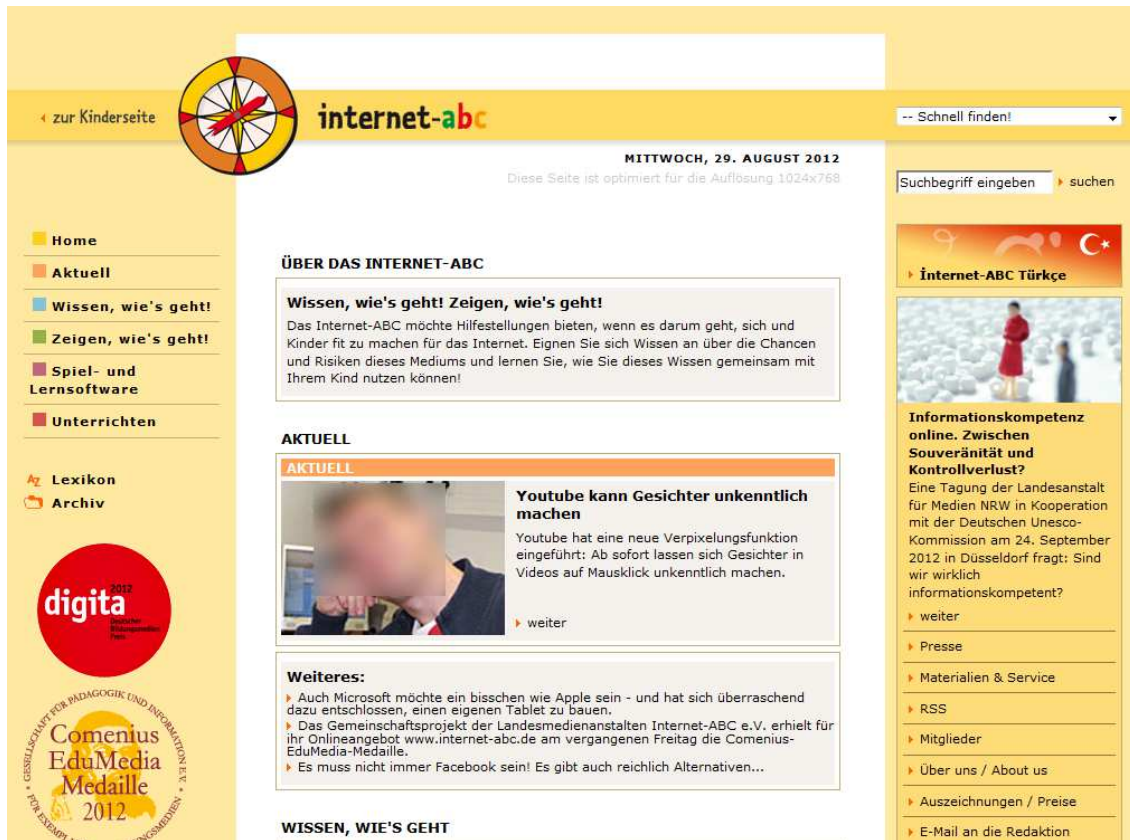 zur Kinderseite
internet-abc
-- Schnell finden!
MITTWOCH, 29. AUGUST 2012
Diese Seite ist optimiert für die Auflösung 1024x768
Suchbegriff eingeben
suchen
Home
Aktuell
Wissen, wie's geht!
Zeigen, wie's geht!
Spiel- und
Lernsoftware
Unterrichten
Lexikon
Archiv
digita
2012
Deutscher
Bildungsmedien
Preis
GESELLSCHAFT FÜR PÄDAGOGIK UND INFORMATION E.V.
Comenius
EduMedia
Medaille
2012
ÜBER DAS INTERNET-ABC
Wissen, wie's geht! Zeigen, wie's geht!
Das Internet-ABC möchte Hilfestellungen bieten, wenn es darum geht, sich und
Kinder fit zu machen für das Internet. Eignen Sie sich Wissen an über die Chancen
und Risiken dieses Mediums und lernen Sie, wie Sie dieses Wissen gemeinsam mit
Ihrem Kind nutzen können!
AKTUELL
AKTUELL
Youtube kann Gesichter unkenntlich
machen
Youtube hat eine neue Verpixelungsfunktion
eingeführt: Ab sofort lassen sich Gesichter in
Videos auf Mausklick unkenntlich machen.
weiter
Weiteres:
Auch Microsoft möchte ein bisschen wie Apple sein - und hat sich überraschend
dazu entschlossen, einen eigenen Tablet zu bauen.
Das Gemeinschaftsprojekt der Landesmedienanstalten Internet-ABC e.V. erhielt für
ihr Onlineangebot www.internet-abc.de am vergangenen Freitag die Comenius-
EduMedia-Medaille.
Es muss nicht immer Facebook sein! Es gibt auch reichlich Alternativen...
WISSEN, WIE'S GEHT
İnternet-ABC Türkçe
Informationskompetenz
online. Zwischen
Souveränität und
Kontrollverlust?
Eine Tagung der Landesanstalt
für Medien NRW in Kooperation
mit der Deutschen Unesco-
Kommission am 24. September
2012 in Düsseldorf fragt: Sind
wir wirklich
informationskompetent?
weiter
Presse
Materialien & Service
RSS
Mitglieder
Über uns / About us
Auszeichnungen / Preise
E-Mail an die Redaktion